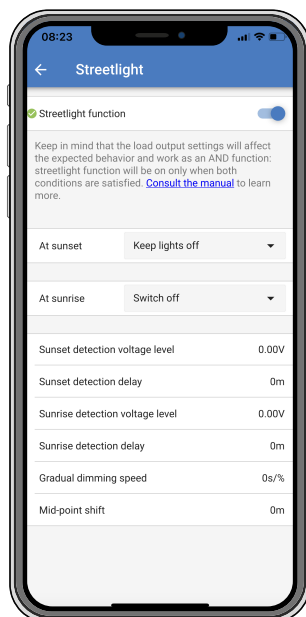 08:23
Streetlight
Streetlight function
Keep in mind that the load output settings will affect
the expected behavior and work as an AND function:
streetlight function will be on only when both
conditions are satisfied. Consult the manual to learn
more.
At sunset Keep lights off
At sunrise Switch off
Sunset detection voltage level 0.00V
Sunset detection delay 0m
Sunrise detection voltage level 0.00V
Sunrise detection delay 0m
Gradual dimming speed 0s/%
Mid-point shift 0m